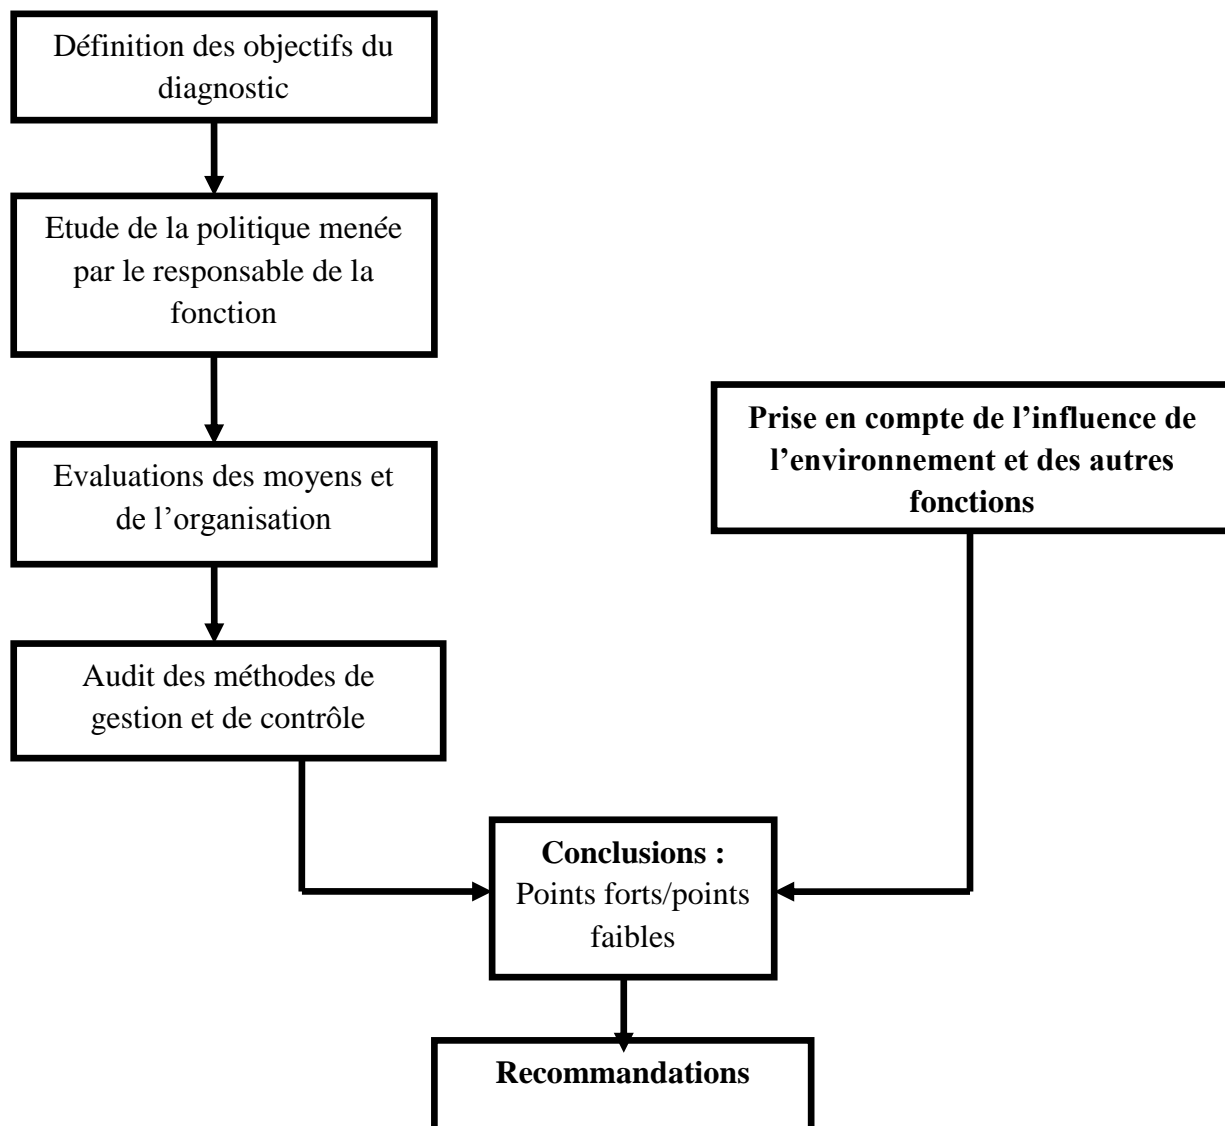 Définition des objectifs du
diagnostic
Etude de la politique menée
par le responsable de la
fonction
Evaluations des moyens et
de l’organisation
Audit des méthodes de
gestion et de contrôle
Prise en compte de l’influence de
l’environnement et des autres
fonctions
Conclusions :
Points forts/points
faibles
Recommandations